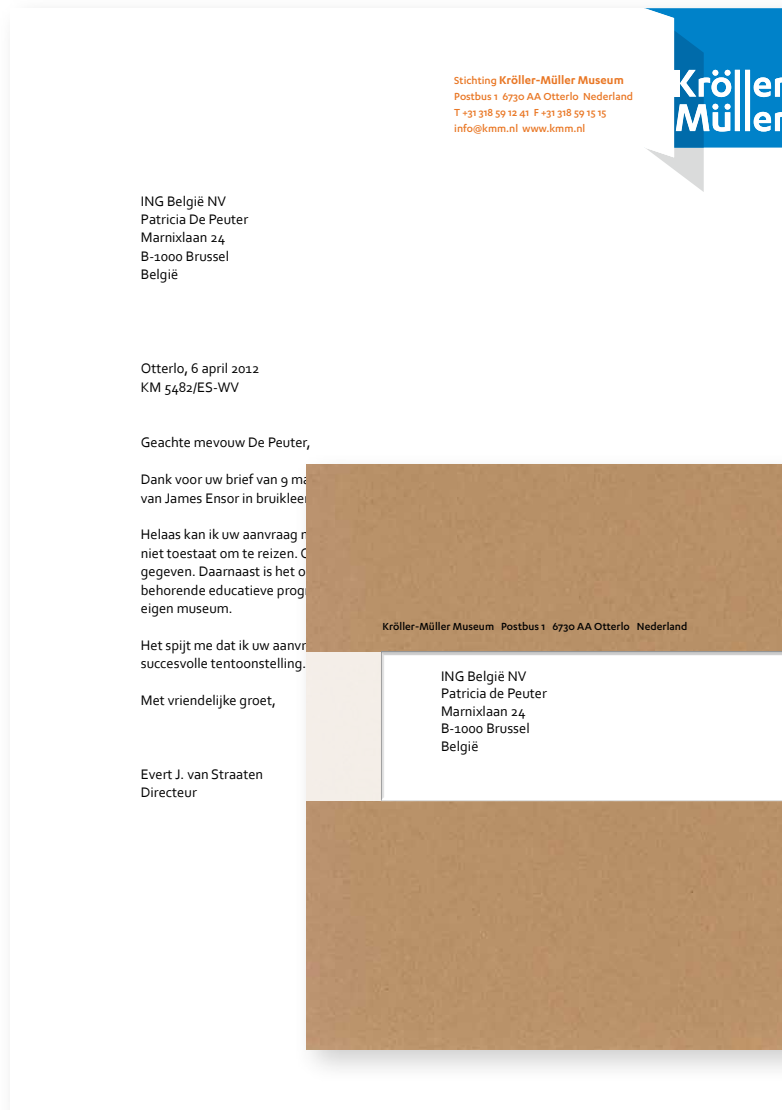 Stichting Kröller-Müller Museum
Postbus 1 6730 AA Otterlo Nederland
T +31 318 59 12 41 F +31 318 59 15 15
info@kmm.nl www.kmm.nl
Kröller
Müller
ING België NV
Patricia De Peuter
Marnixlaan 24
B-1000 Brussel
België
Otterlo, 6 april 2012
KM 5482/ES-WV
Geachte mevouw De Peuter,
Dank voor uw brief van 9
van James Ensor in
Helaas kan ik uw aanvraag
niet toestaat om te reizen.
gegeven. Daarnaast is het
behorende educatieve
eigen museum.
Het spijt me dat ik uw
succesvolle tentoonstelling.
Met vriendelijke groet,
Evert J. van Straaten
Directeur
Kröller-Müller Museum Postbus 1 6730 AA Otterlo Nederland
ING België NV
Patricia de Peuter
Marnixlaan 24
B-1000 Brussel
België